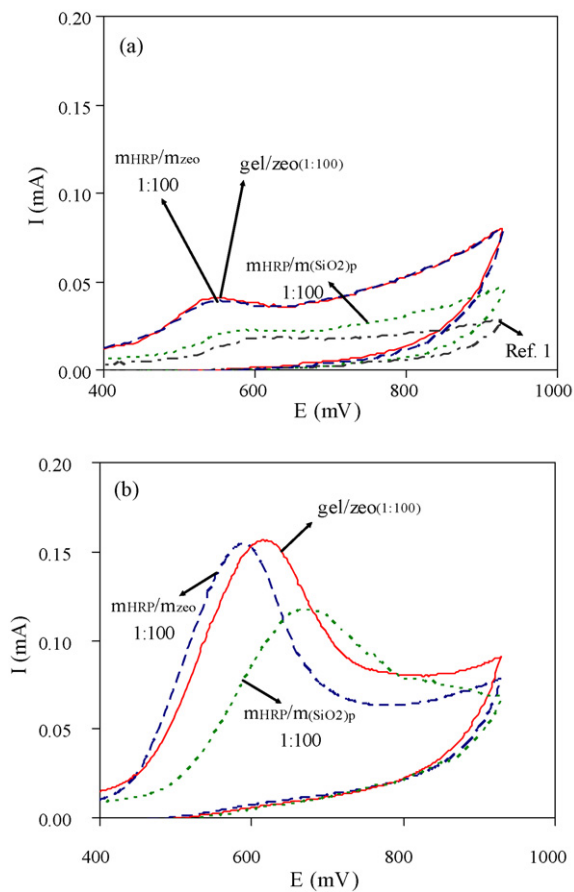 0.20
(a)
0.15
mHRP/mzeo
1:100
gel/zeo(1:100)
I (mA)
0.10
mHRP/m(SiO2)p
1:100
0.05
Ref. 1
0.00
400 600 800 1000
E (mV)
0.20
(b)
gel/zeo(1:100)
0.15
mHRP/mzeo
1:100
I (mA)
0.10
mHRP/m(SiO2)p
1:100
0.05
0.00
400 600 800 1000
E (mV)